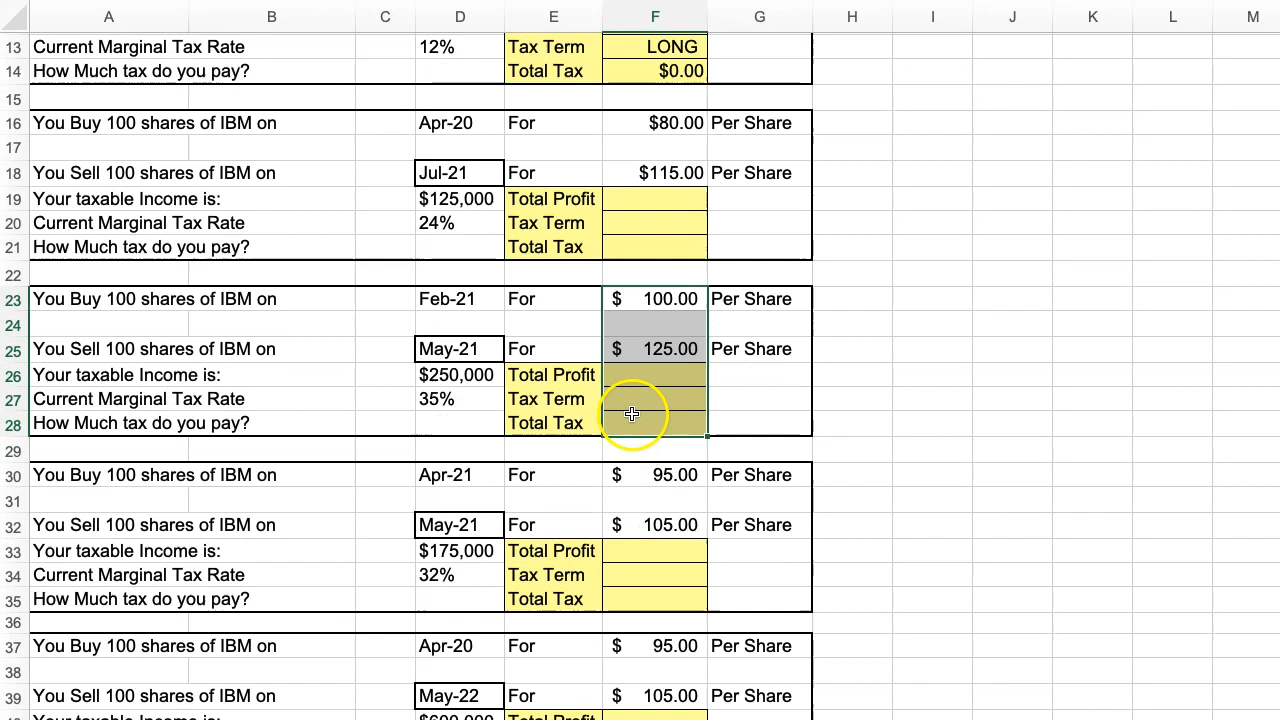 A B C D E F G H I J K L M
13 Current Marginal Tax Rate 12% Tax Term LONG
14 How Much tax do you pay? Total Tax $0.00
15
16 You Buy 100 shares of IBM on Apr-20 For $80.00 Per Share
17
18 You Sell 100 shares of IBM on Jul-21 For $115.00 Per Share
19 Your taxable Income is: $125,000 Total Profit
20 Current Marginal Tax Rate 24% Tax Term
21 How Much tax do you pay? Total Tax
22
23 You Buy 100 shares of IBM on Feb-21 For $ 100.00 Per Share
24
25 You Sell 100 shares of IBM on May-21 For $ 125.00 Per Share
26 Your taxable Income is: $250,000 Total Profit
27 Current Marginal Tax Rate 35% Tax Term
28 How Much tax do you pay? Total Tax
29
30 You Buy 100 shares of IBM on Apr-21 For $ 95.00 Per Share
31
32 You Sell 100 shares of IBM on May-21 For $ 105.00 Per Share
33 Your taxable Income is: $175,000 Total Profit
34 Current Marginal Tax Rate 32% Tax Term
35 How Much tax do you pay? Total Tax
36
37 You Buy 100 shares of IBM on Apr-20 For $ 95.00 Per Share
38
39 You Sell 100 shares of IBM on May-22 For $ 105.00 Per Share
Your taxable Income is: Total Profit